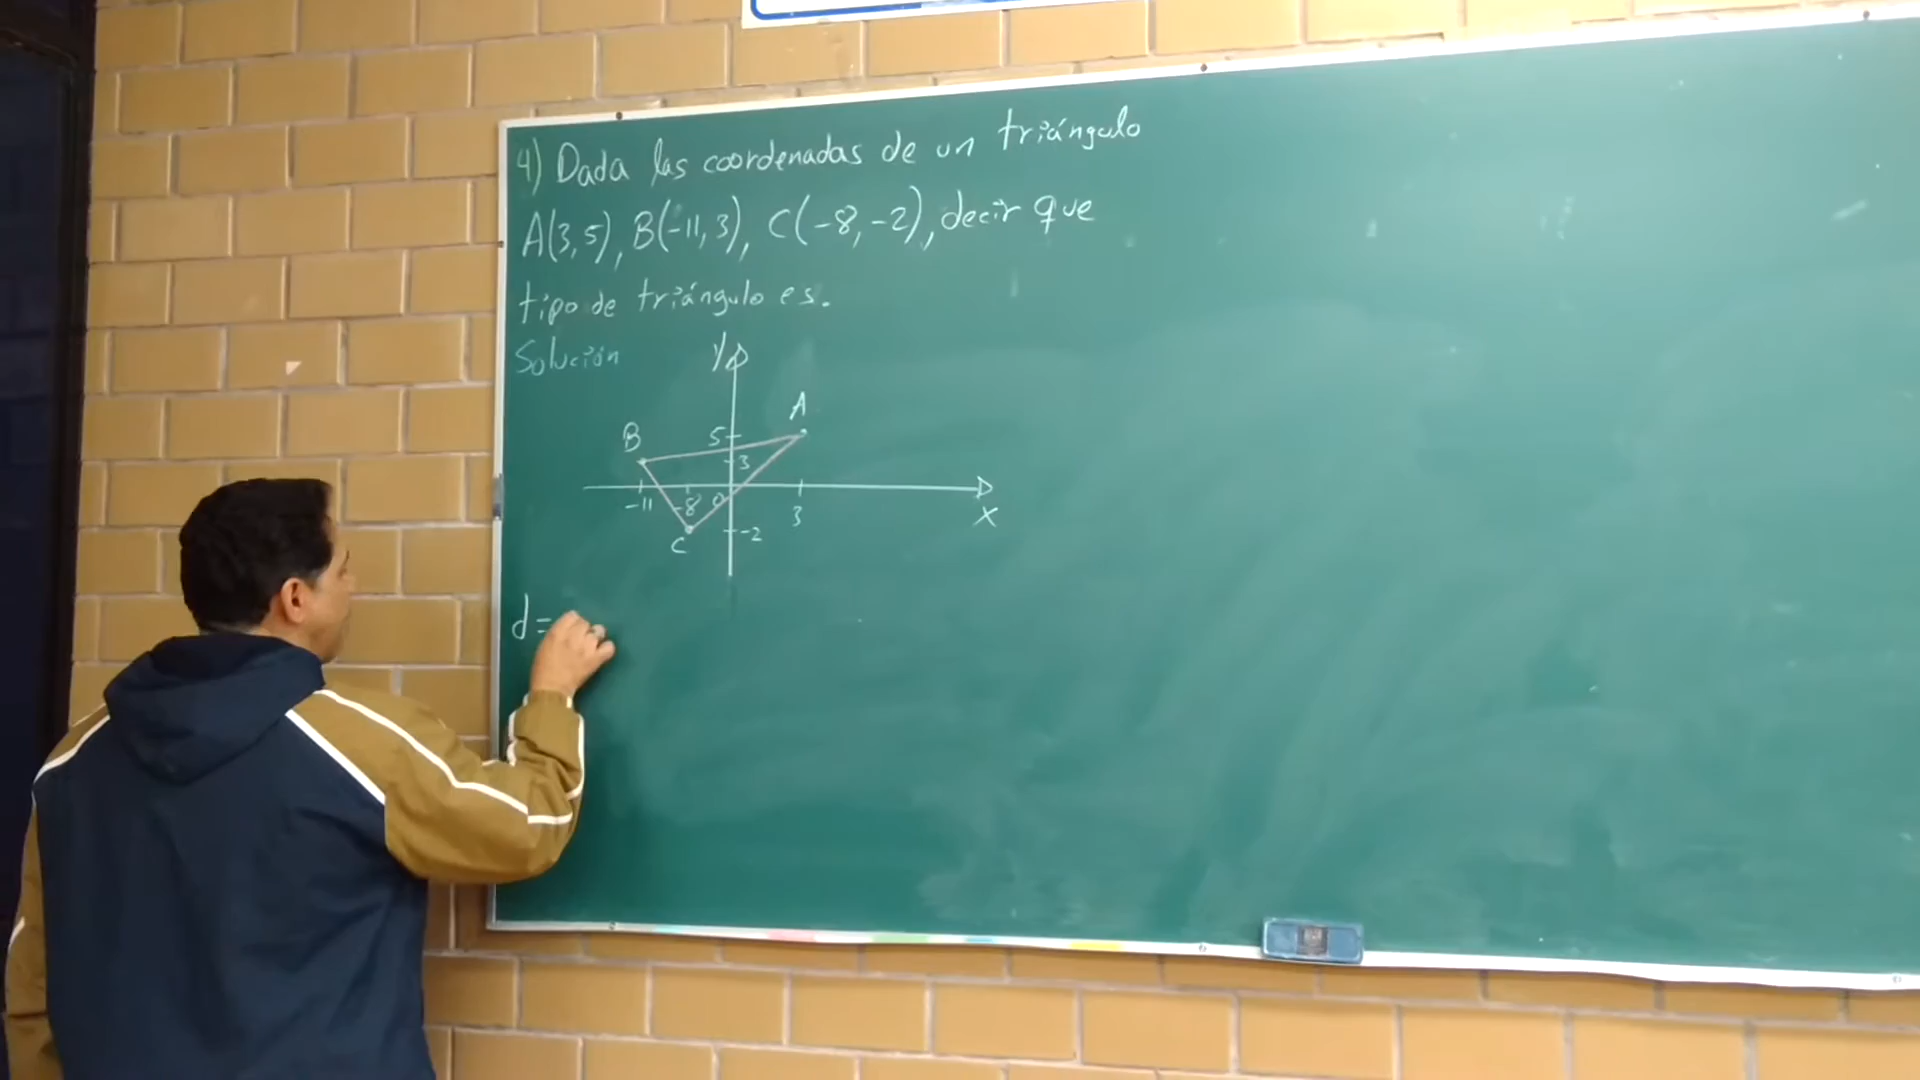 4) Dada las coordenadas de un triángulo
A(3,5), B(-11,3), C(-8,-2), decir que
tipo de triángulo es.
Solución
Y
A
B
5
3
-11
-8
0
3
X
-2
C
d=